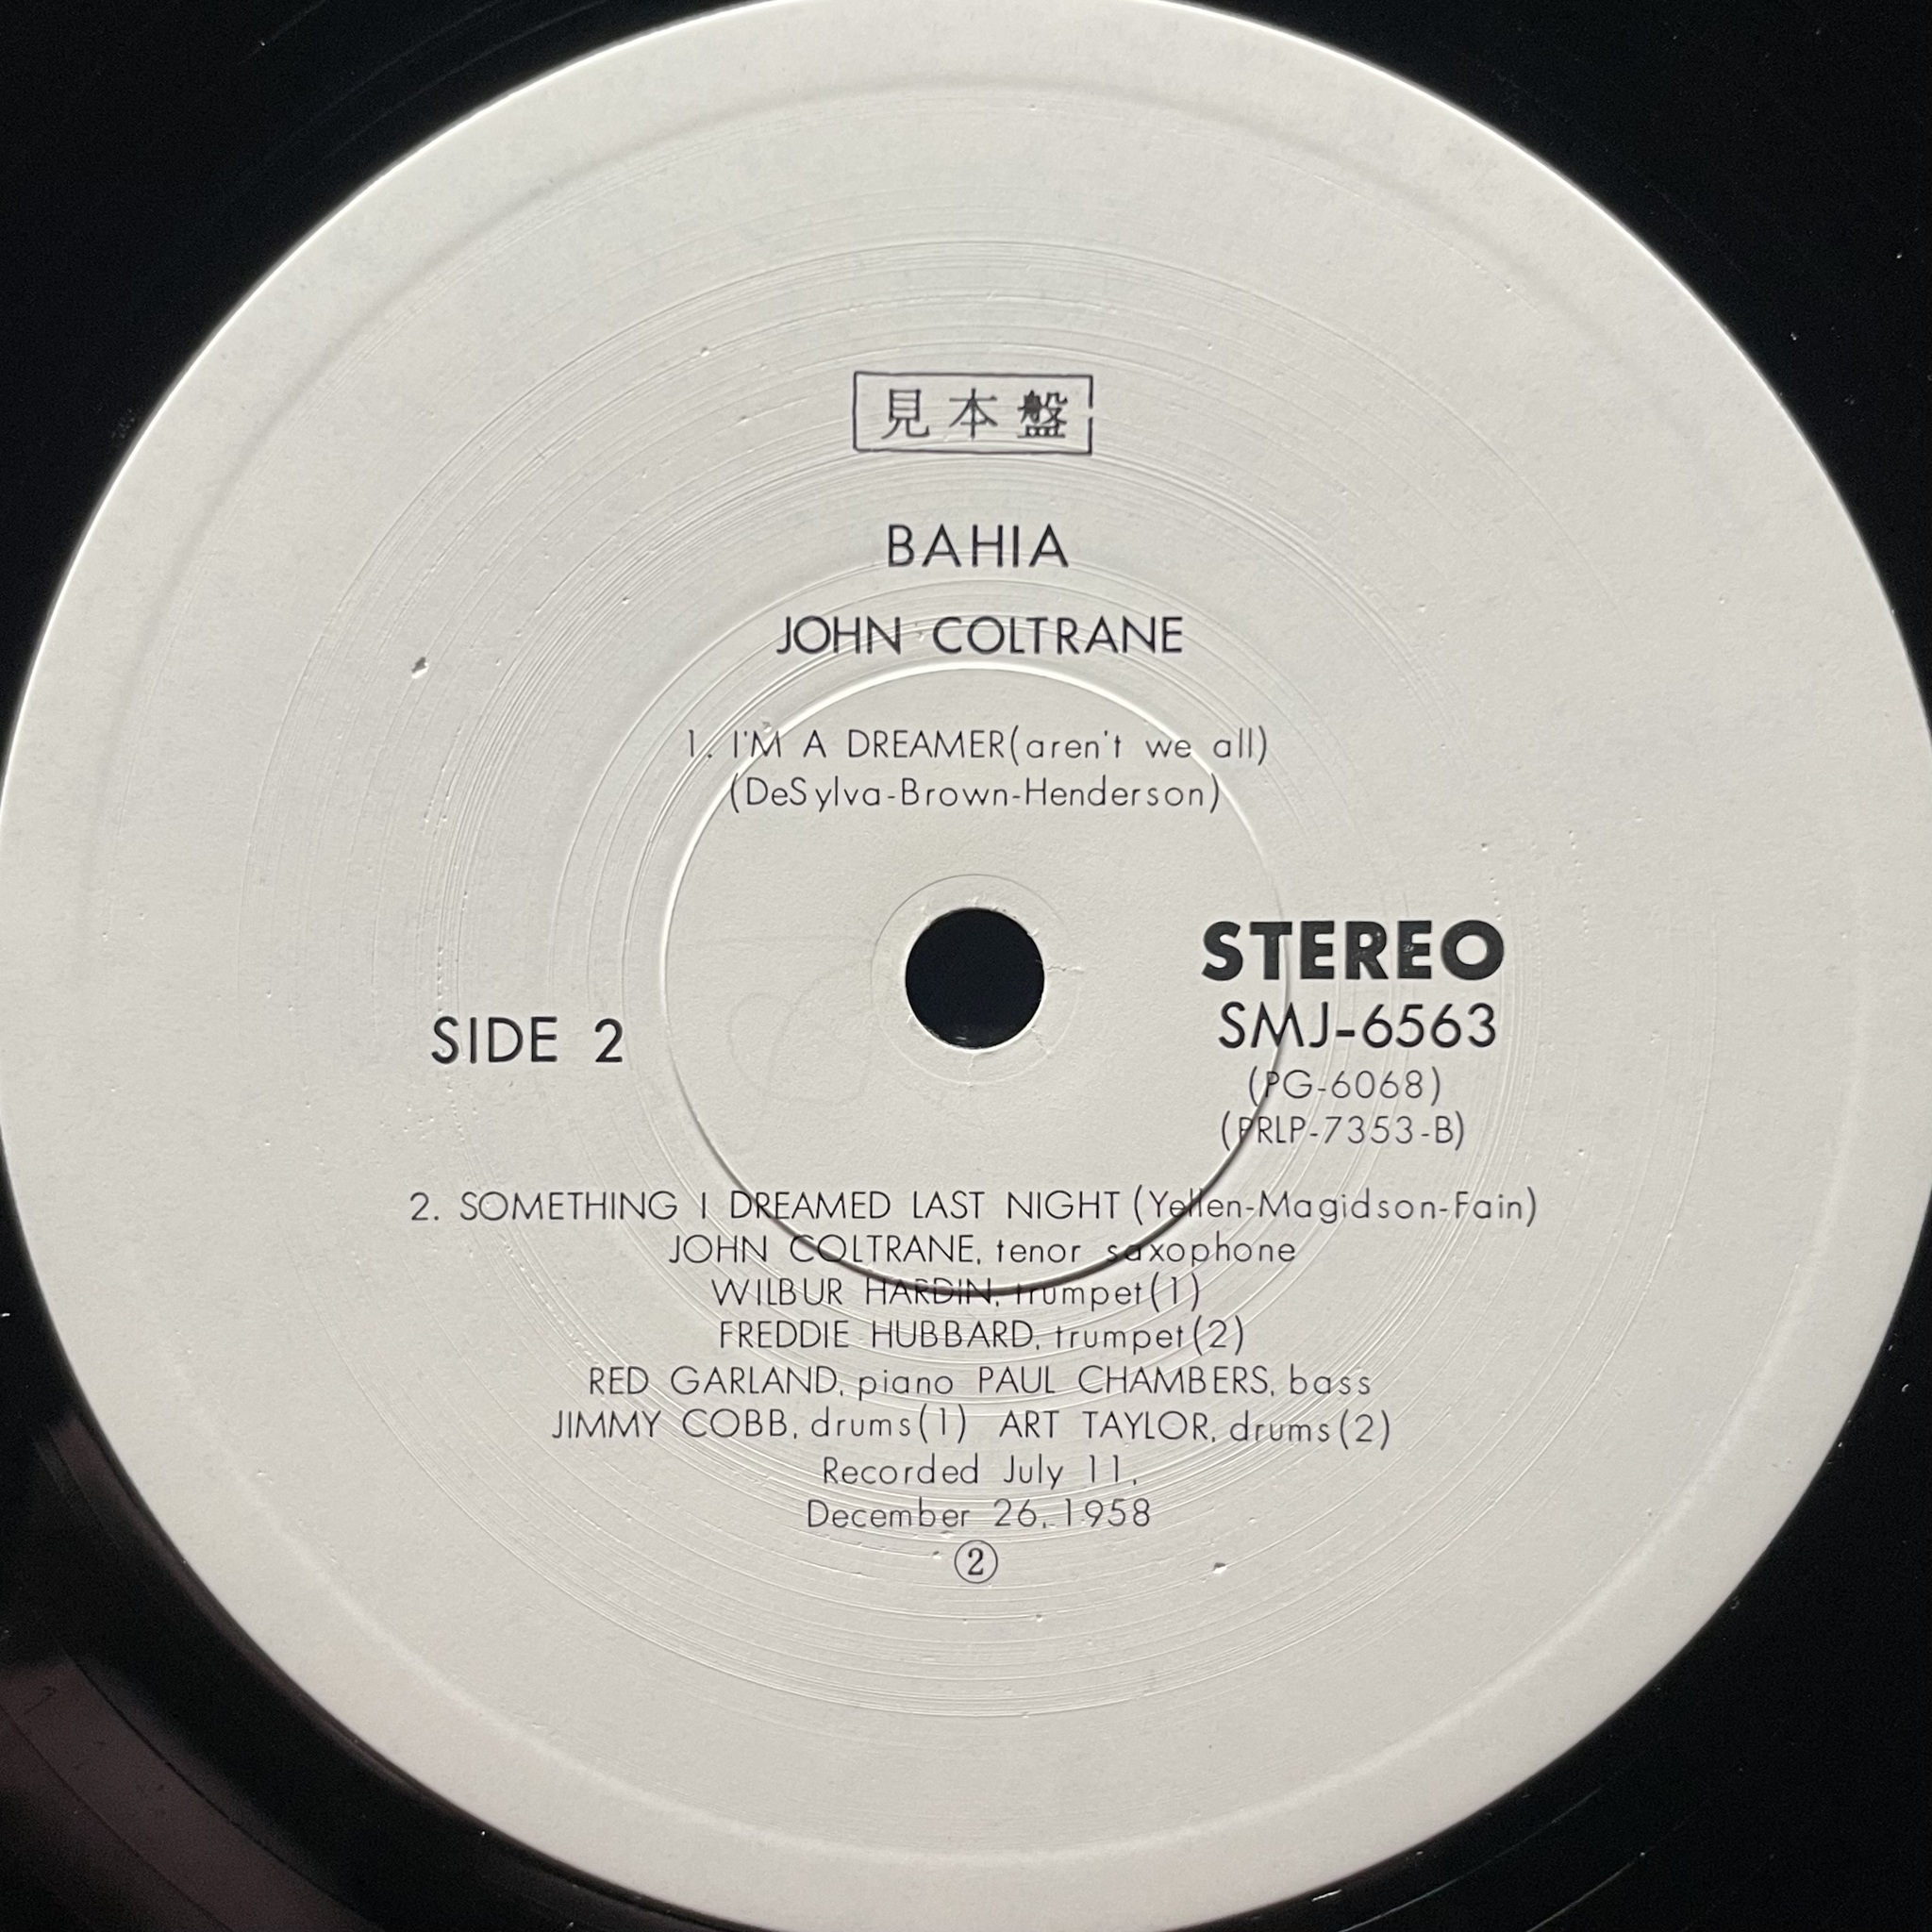 見本盤
BAHIA
JOHN COLTRANE
1. I'M A DREAMER(aren't we all)
(DeSylva-Brown-Henderson)
STEREO
SMJ-6563
SIDE 2
(PG-6068)
(PRLP-7353-B)
2. SOMETHING I DREAMED LAST NIGHT (Yellen-Magidson-Fain)
JOHN COLTRANE, tenor saxophone
WILBUR HARDIN, trumpet(1)
FREDDIE HUBBARD, trumpet(2)
RED GARLAND, piano PAUL CHAMBERS, bass
JIMMY COBB, drums(1) ART TAYLOR, drums(2)
Recorded July 11,
December 26, 1958
②